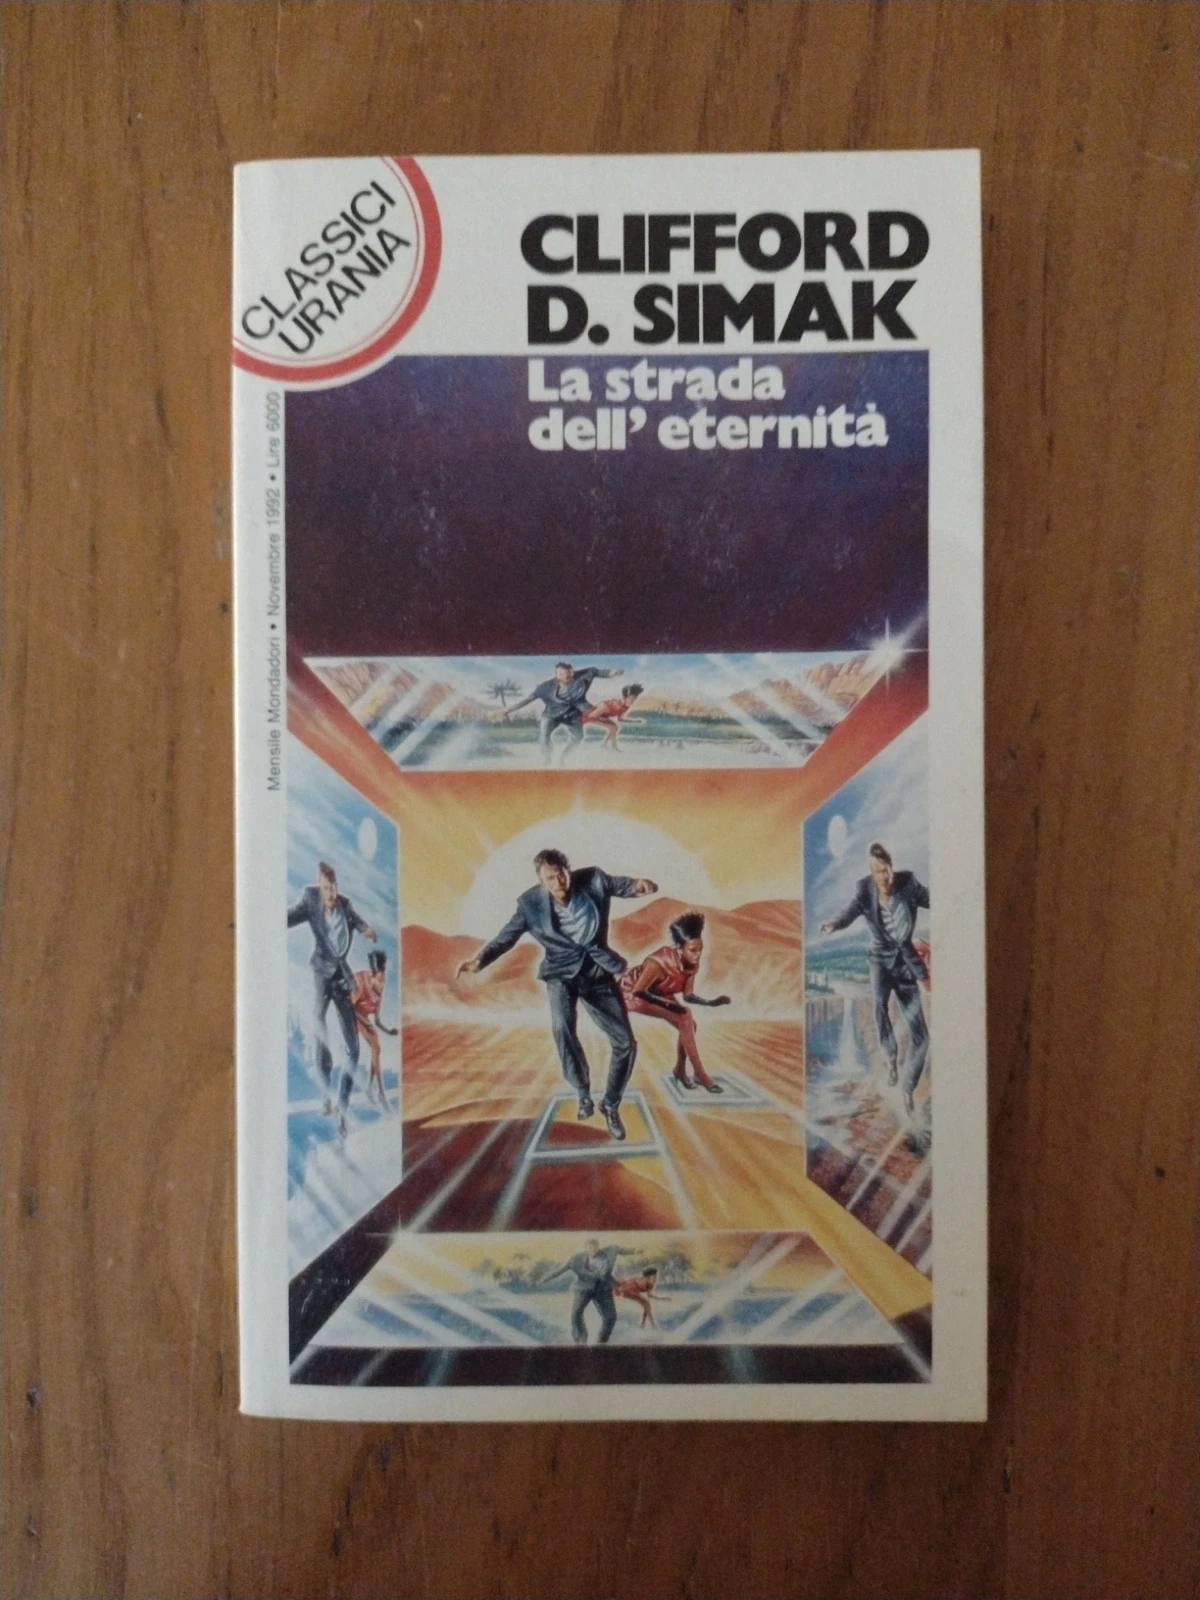 CLASSICI
URANIA
CLIFFORD
D. SIMAK
La strada
dell' eternità
Mensile Mondadori • Novembre 1992 • Lire 6000